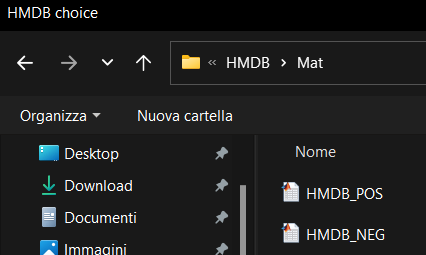 HMDB choice
« HMDB > Mat
Organizza Nuova cartella
Desktop
Download
Documenti
Immagini
Nome
HMDB_POS
HMDB_NEG